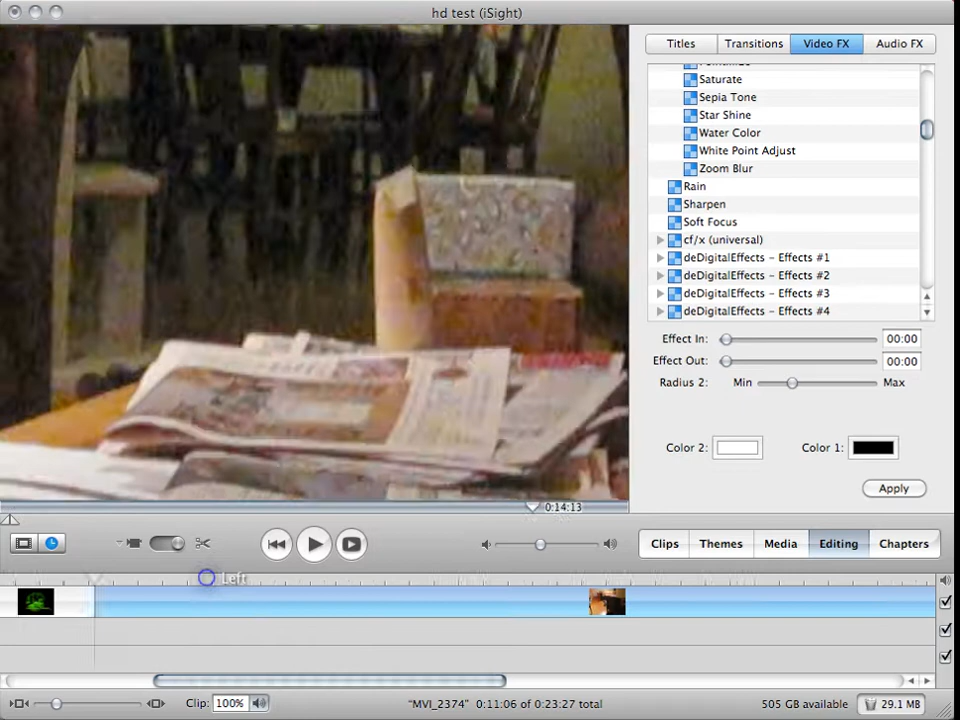 hd test (iSight)
Titles Transitions Video FX Audio FX
Saturate
Sepia Tone
Star Shine
Water Color
White Point Adjust
Zoom Blur
Rain
Sharpen
Soft Focus
cf/x (universal)
deDigitalEffects - Effects #1
deDigitalEffects - Effects #2
deDigitalEffects - Effects #3
deDigitalEffects - Effects #4
Effect In: 00:00
Effect Out: 00:00
Radius 2: Min Max
Color 2: Color 1:
Apply
0:14:13
Clips Themes Media Editing Chapters
Left
Clip: 100% "MVI_2374" 0:11:06 of 0:23:27 total 505 GB available 29.1 MB